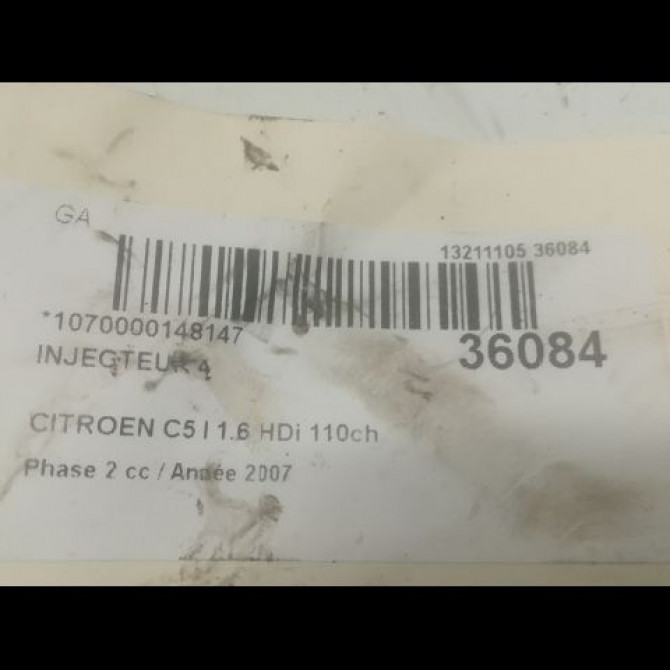 GA
13211105 36084
*1070000148147
36084
INJECTEUR 4
CITROEN C5 I 1.6 HDi 110ch
Phase 2 cc / Année 2007